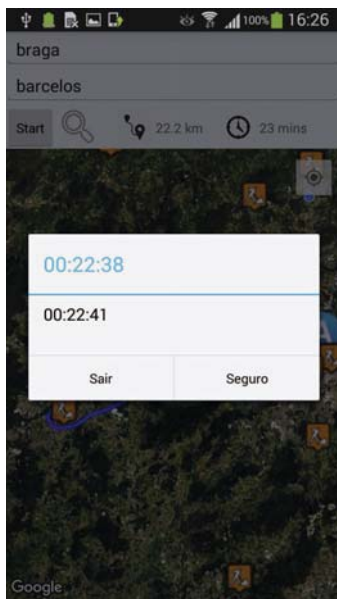 100% 16:26
braga
barcelos
Start 22.2 km 23 mins
00:22:38
00:22:41
Sair Seguro
A
Google